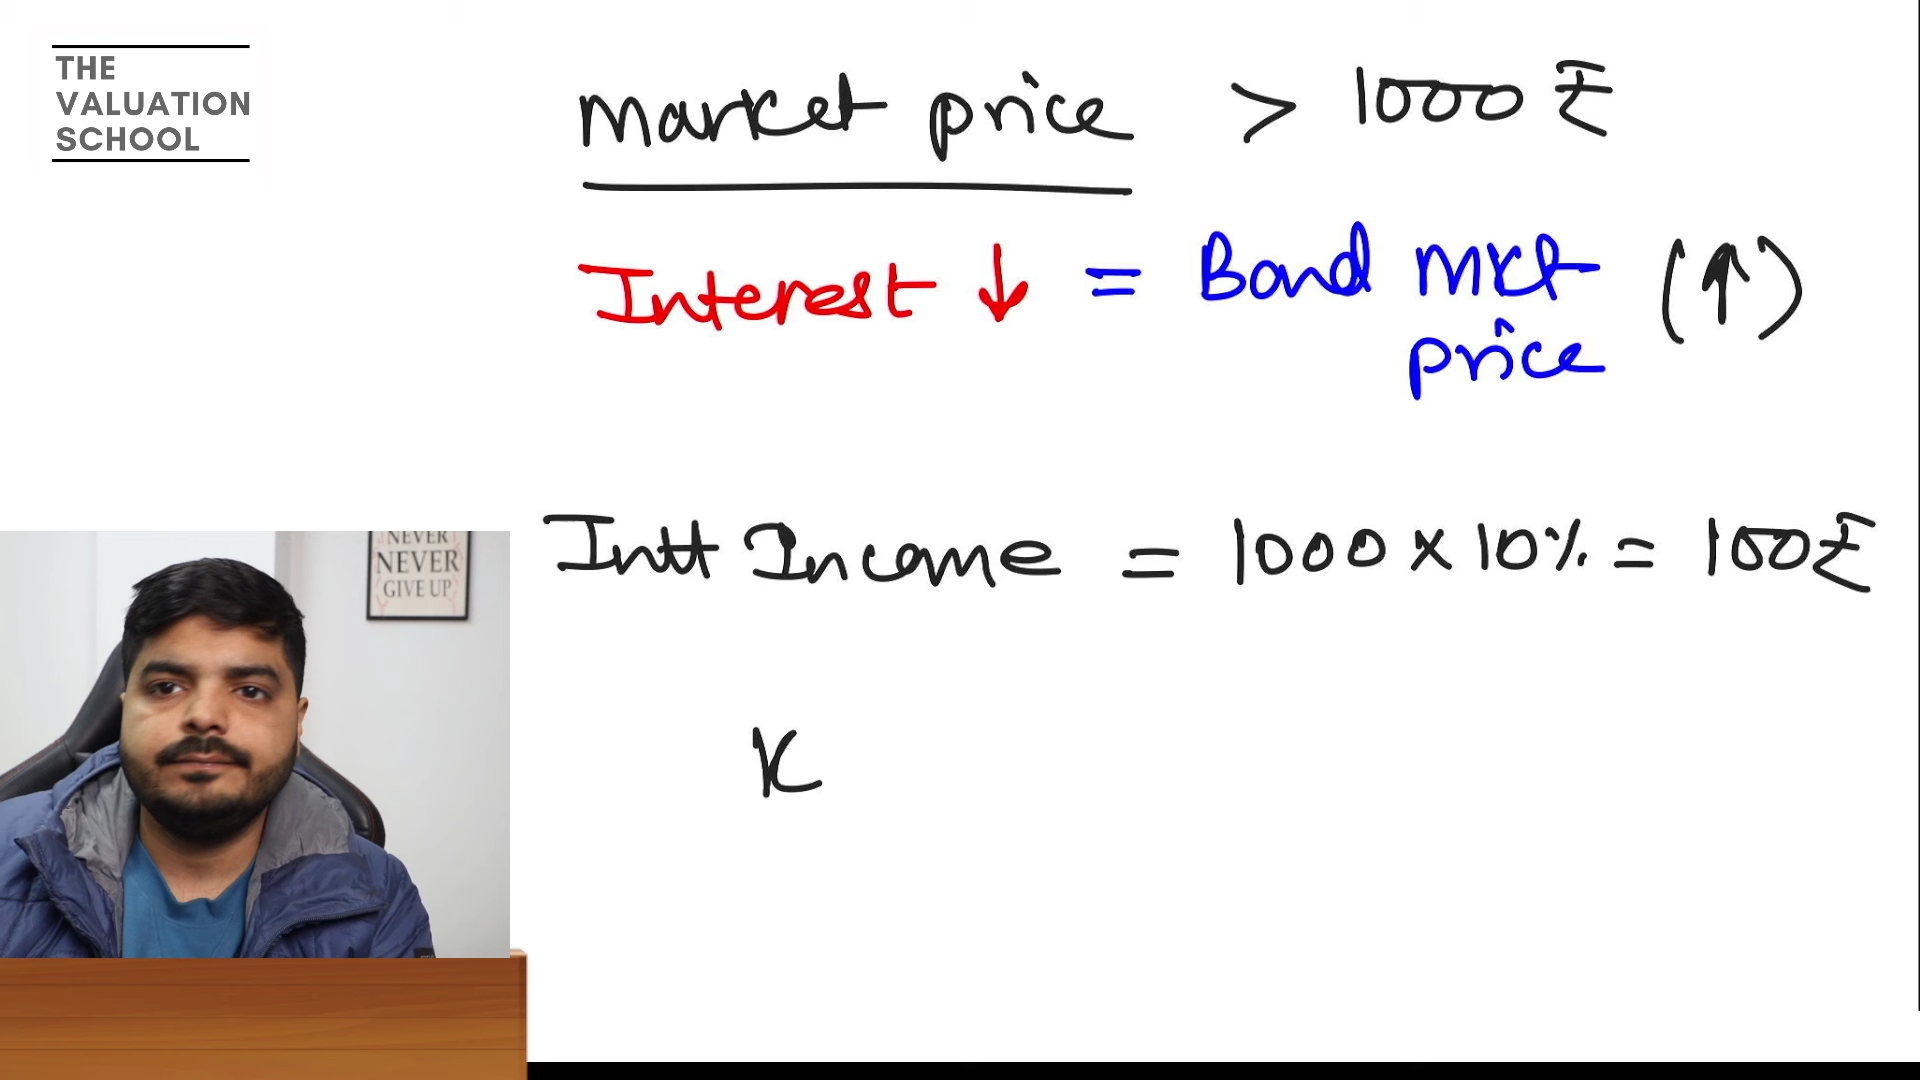 THE
VALUATION
SCHOOL
market price > 1000 ₹
Interest ↓ = Bond mkt (↑)
price
Intt Income = 1000 × 10% = 100₹
K
NEVER
NEVER
GIVE UP